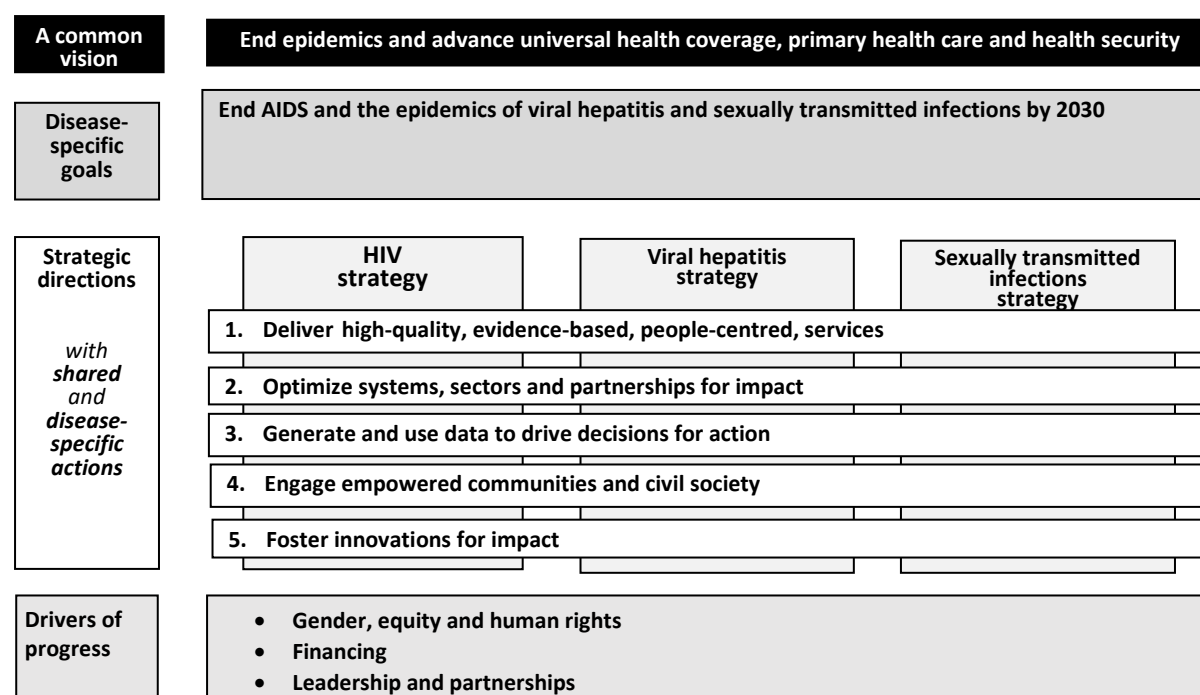 A common
vision
End epidemics and advance universal health coverage, primary health care and health security
Disease-
specific
goals
End AIDS and the epidemics of viral hepatitis and sexually transmitted infections by 2030
Strategic
directions
with
shared
and
disease-
specific
actions
HIV
strategy
Viral hepatitis
strategy
Sexually transmitted
infections
strategy
1. Deliver high-quality, evidence-based, people-centred, services
2. Optimize systems, sectors and partnerships for impact
3. Generate and use data to drive decisions for action
4. Engage empowered communities and civil society
5. Foster innovations for impact
Drivers of
progress
• Gender, equity and human rights
• Financing
• Leadership and partnerships